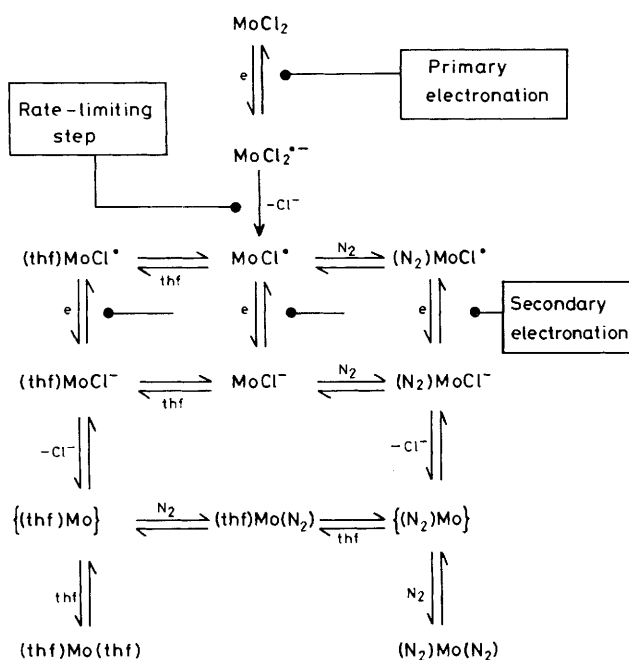 MoCl₂
e
Primary
electronation
Rate-limiting
step
MoCl₂•⁻
-Cl⁻
(thf)MoCl•
thf
MoCl•
N₂
(N₂)MoCl•
e
e
e
Secondary
electronation
(thf)MoCl⁻
thf
MoCl⁻
N₂
(N₂)MoCl⁻
-Cl⁻
-Cl⁻
{(thf)Mo}
N₂
(thf)Mo(N₂)
thf
{(N₂)Mo}
thf
N₂
(thf)Mo(thf)
(N₂)Mo(N₂)